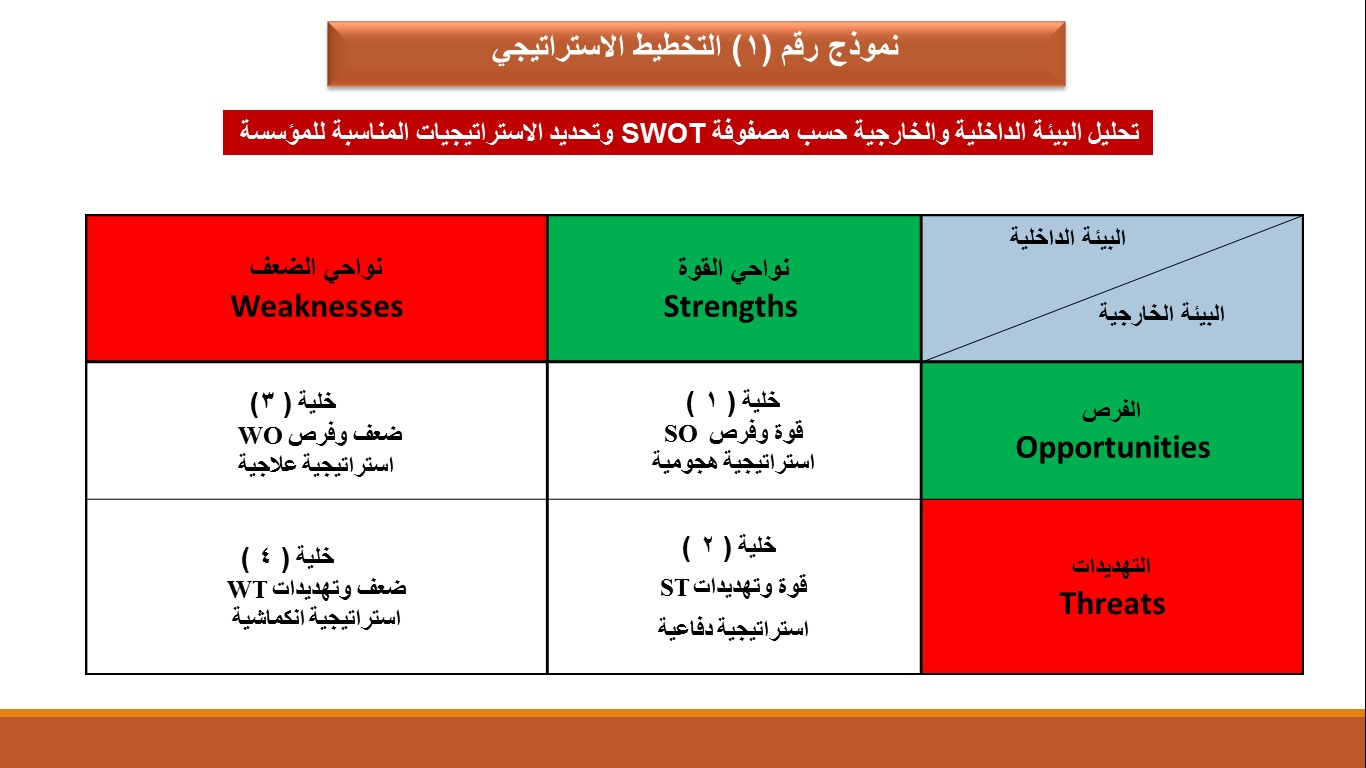 نموذج رقم (١) التخطيط الاستراتيجي
تحليل البيئة الداخلية والخارجية حسب مصفوفة SWOT وتحديد الاستراتيجيات المناسبة للمؤسسة
البيئة الداخلية
البيئة الخارجية
نواحي القوة
Strengths
نواحي الضعف
Weaknesses
الفرص
Opportunities
خلية ( ١ )
قوة وفرص SO
استراتيجية هجومية
خلية ( ٣)
ضعف وفرص WO
استراتيجية علاجية
التهديدات
Threats
خلية ( ٢ )
قوة وتهديدات ST
استراتيجية دفاعية
خلية ( ٤ )
ضعف وتهديدات WT
استراتيجية انكماشية